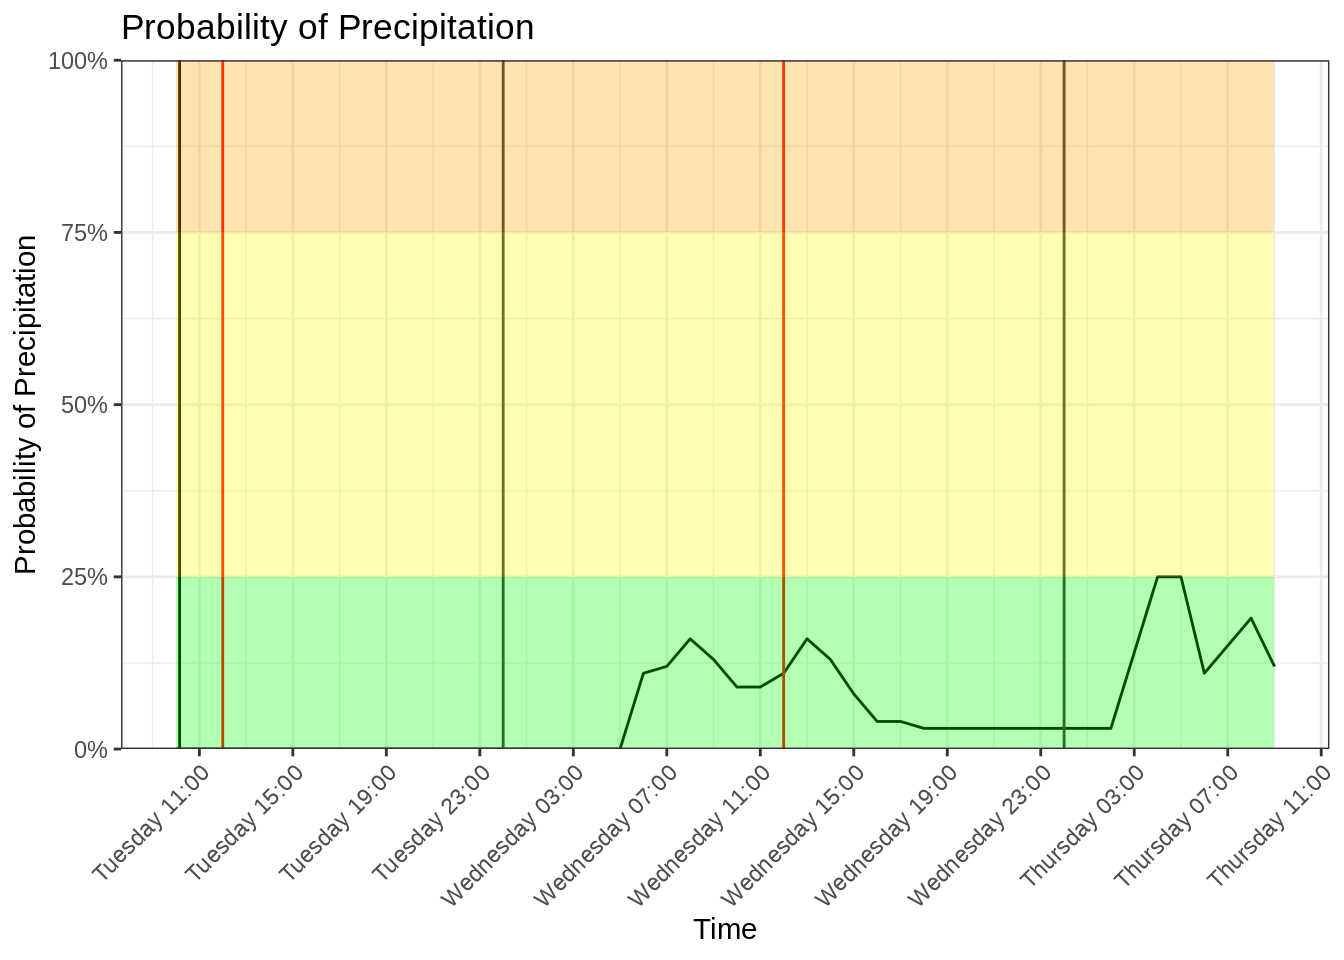 Probability of Precipitation
Probability of Precipitation
100%
75%
50%
25%
0%
Tuesday 11:00
Tuesday 15:00
Tuesday 19:00
Tuesday 23:00
Wednesday 03:00
Wednesday 07:00
Wednesday 11:00
Wednesday 15:00
Wednesday 19:00
Wednesday 23:00
Thursday 03:00
Thursday 07:00
Thursday 11:00
Time